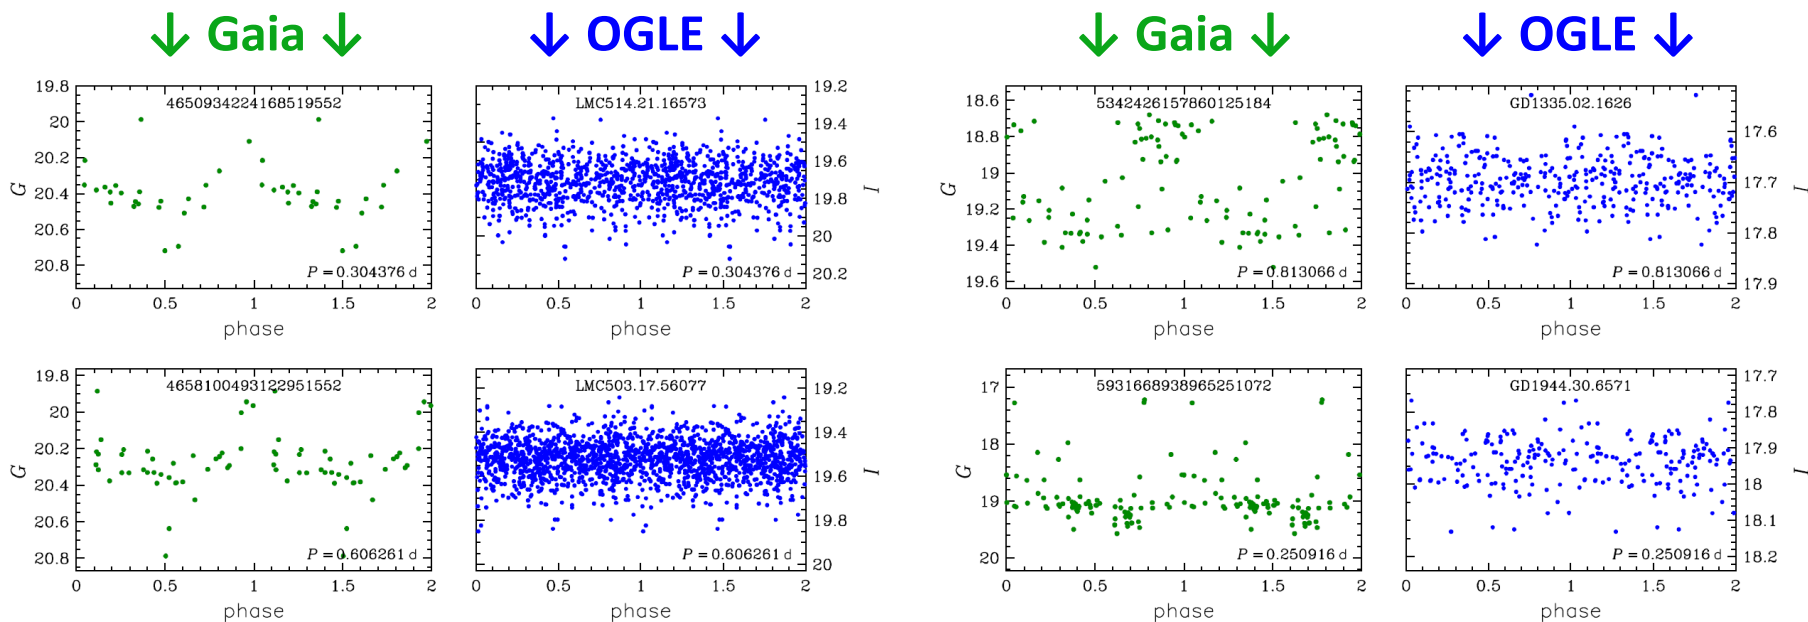 ↓ Gaia ↓ ↓ OGLE ↓ ↓ Gaia ↓ ↓ OGLE ↓
4650934224168519552
19.8
20
20.2
20.4
20.6
20.8
G
P = 0.304376 d
0 0.5 1 1.5 2
phase
LMC514.21.16573
19.2
19.4
19.6
19.8
20
20.2
I
P = 0.304376 d
0 0.5 1 1.5 2
phase
5342426157860125184
18.6
18.8
19
19.2
19.4
19.6
G
P = 0.813066 d
0 0.5 1 1.5 2
phase
GD1335.02.1626
17.6
17.7
17.8
17.9
I
P = 0.813066 d
0 0.5 1 1.5 2
phase
4658100493122951552
19.8
20
20.2
20.4
20.6
20.8
G
P = 0.606261 d
0 0.5 1 1.5 2
phase
LMC503.17.56077
19.2
19.4
19.6
19.8
20
I
P = 0.606261 d
0 0.5 1 1.5 2
phase
5931668938965251072
17
18
19
20
G
P = 0.250916 d
0 0.5 1 1.5 2
phase
GD1944.30.6571
17.7
17.8
17.9
18
18.1
18.2
I
P = 0.250916 d
0 0.5 1 1.5 2
phase